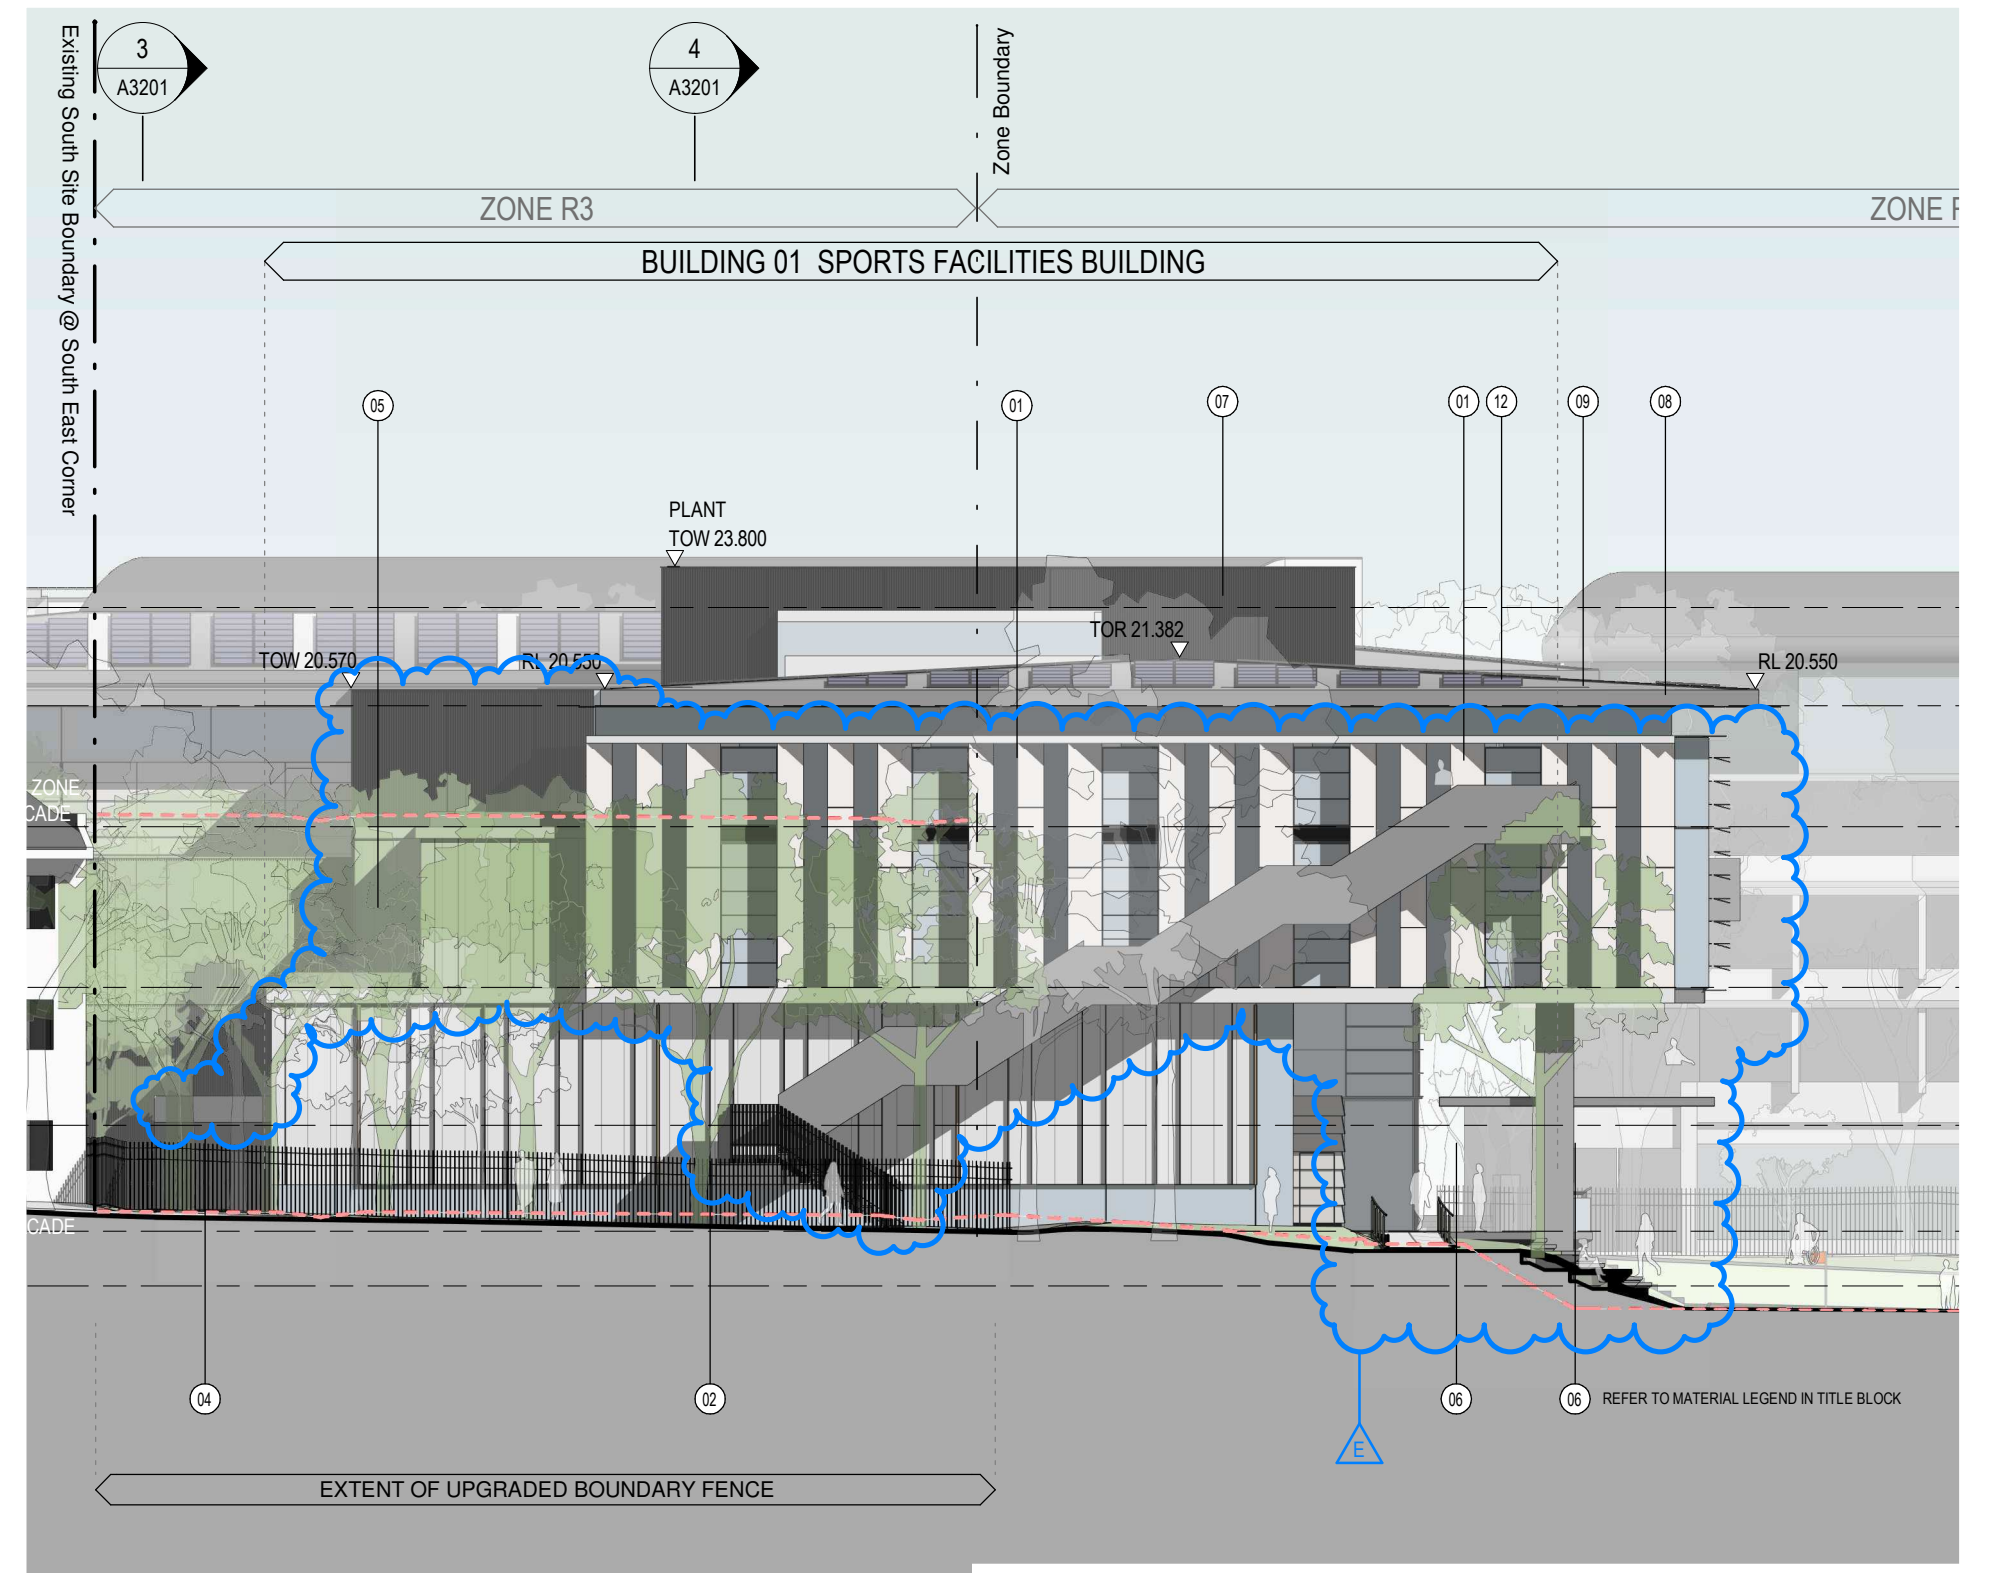 Existing South Site Boundary @ South East Corner
3
A3201
4
A3201
Zone Boundary
ZONE R3
ZONE
BUILDING 01 SPORTS FACILITIES BUILDING
05
01
07
01
12
09
08
PLANT
TOW 23.800
TOR 21.382
TOW 20.570
RL 20.550
RL 20.550
ZONE
CADE
CADE
04
02
06
06
REFER TO MATERIAL LEGEND IN TITLE BLOCK
E
EXTENT OF UPGRADED BOUNDARY FENCE